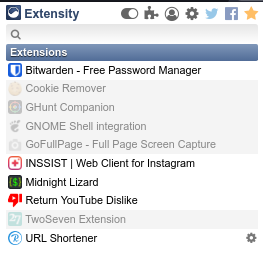 Extensity
Extensions
Bitwarden - Free Password Manager
Cookie Remover
GHunt Companion
GNOME Shell integration
GoFullPage - Full Page Screen Capture
INSSIST | Web Client for Instagram
Midnight Lizard
Return YouTube Dislike
TwoSeven Extension
URL Shortener